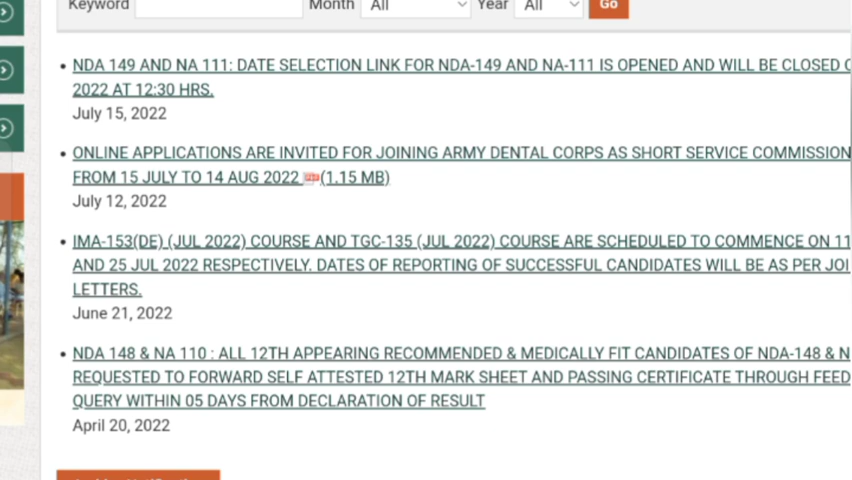 Keyword Month All Year All Go
NDA 149 AND NA 111: DATE SELECTION LINK FOR NDA-149 AND NA-111 IS OPENED AND WILL BE CLOSED
2022 AT 12:30 HRS.
July 15, 2022
ONLINE APPLICATIONS ARE INVITED FOR JOINING ARMY DENTAL CORPS AS SHORT SERVICE COMMISSION
FROM 15 JULY TO 14 AUG 2022 (1.15 MB)
July 12, 2022
IMA-153(DE) (JUL 2022) COURSE AND TGC-135 (JUL 2022) COURSE ARE SCHEDULED TO COMMENCE ON 11
AND 25 JUL 2022 RESPECTIVELY. DATES OF REPORTING OF SUCCESSFUL CANDIDATES WILL BE AS PER JOI
LETTERS.
June 21, 2022
NDA 148 & NA 110 : ALL 12TH APPEARING RECOMMENDED & MEDICALLY FIT CANDIDATES OF NDA-148 & N
REQUESTED TO FORWARD SELF ATTESTED 12TH MARK SHEET AND PASSING CERTIFICATE THROUGH FEED
QUERY WITHIN 05 DAYS FROM DECLARATION OF RESULT
April 20, 2022